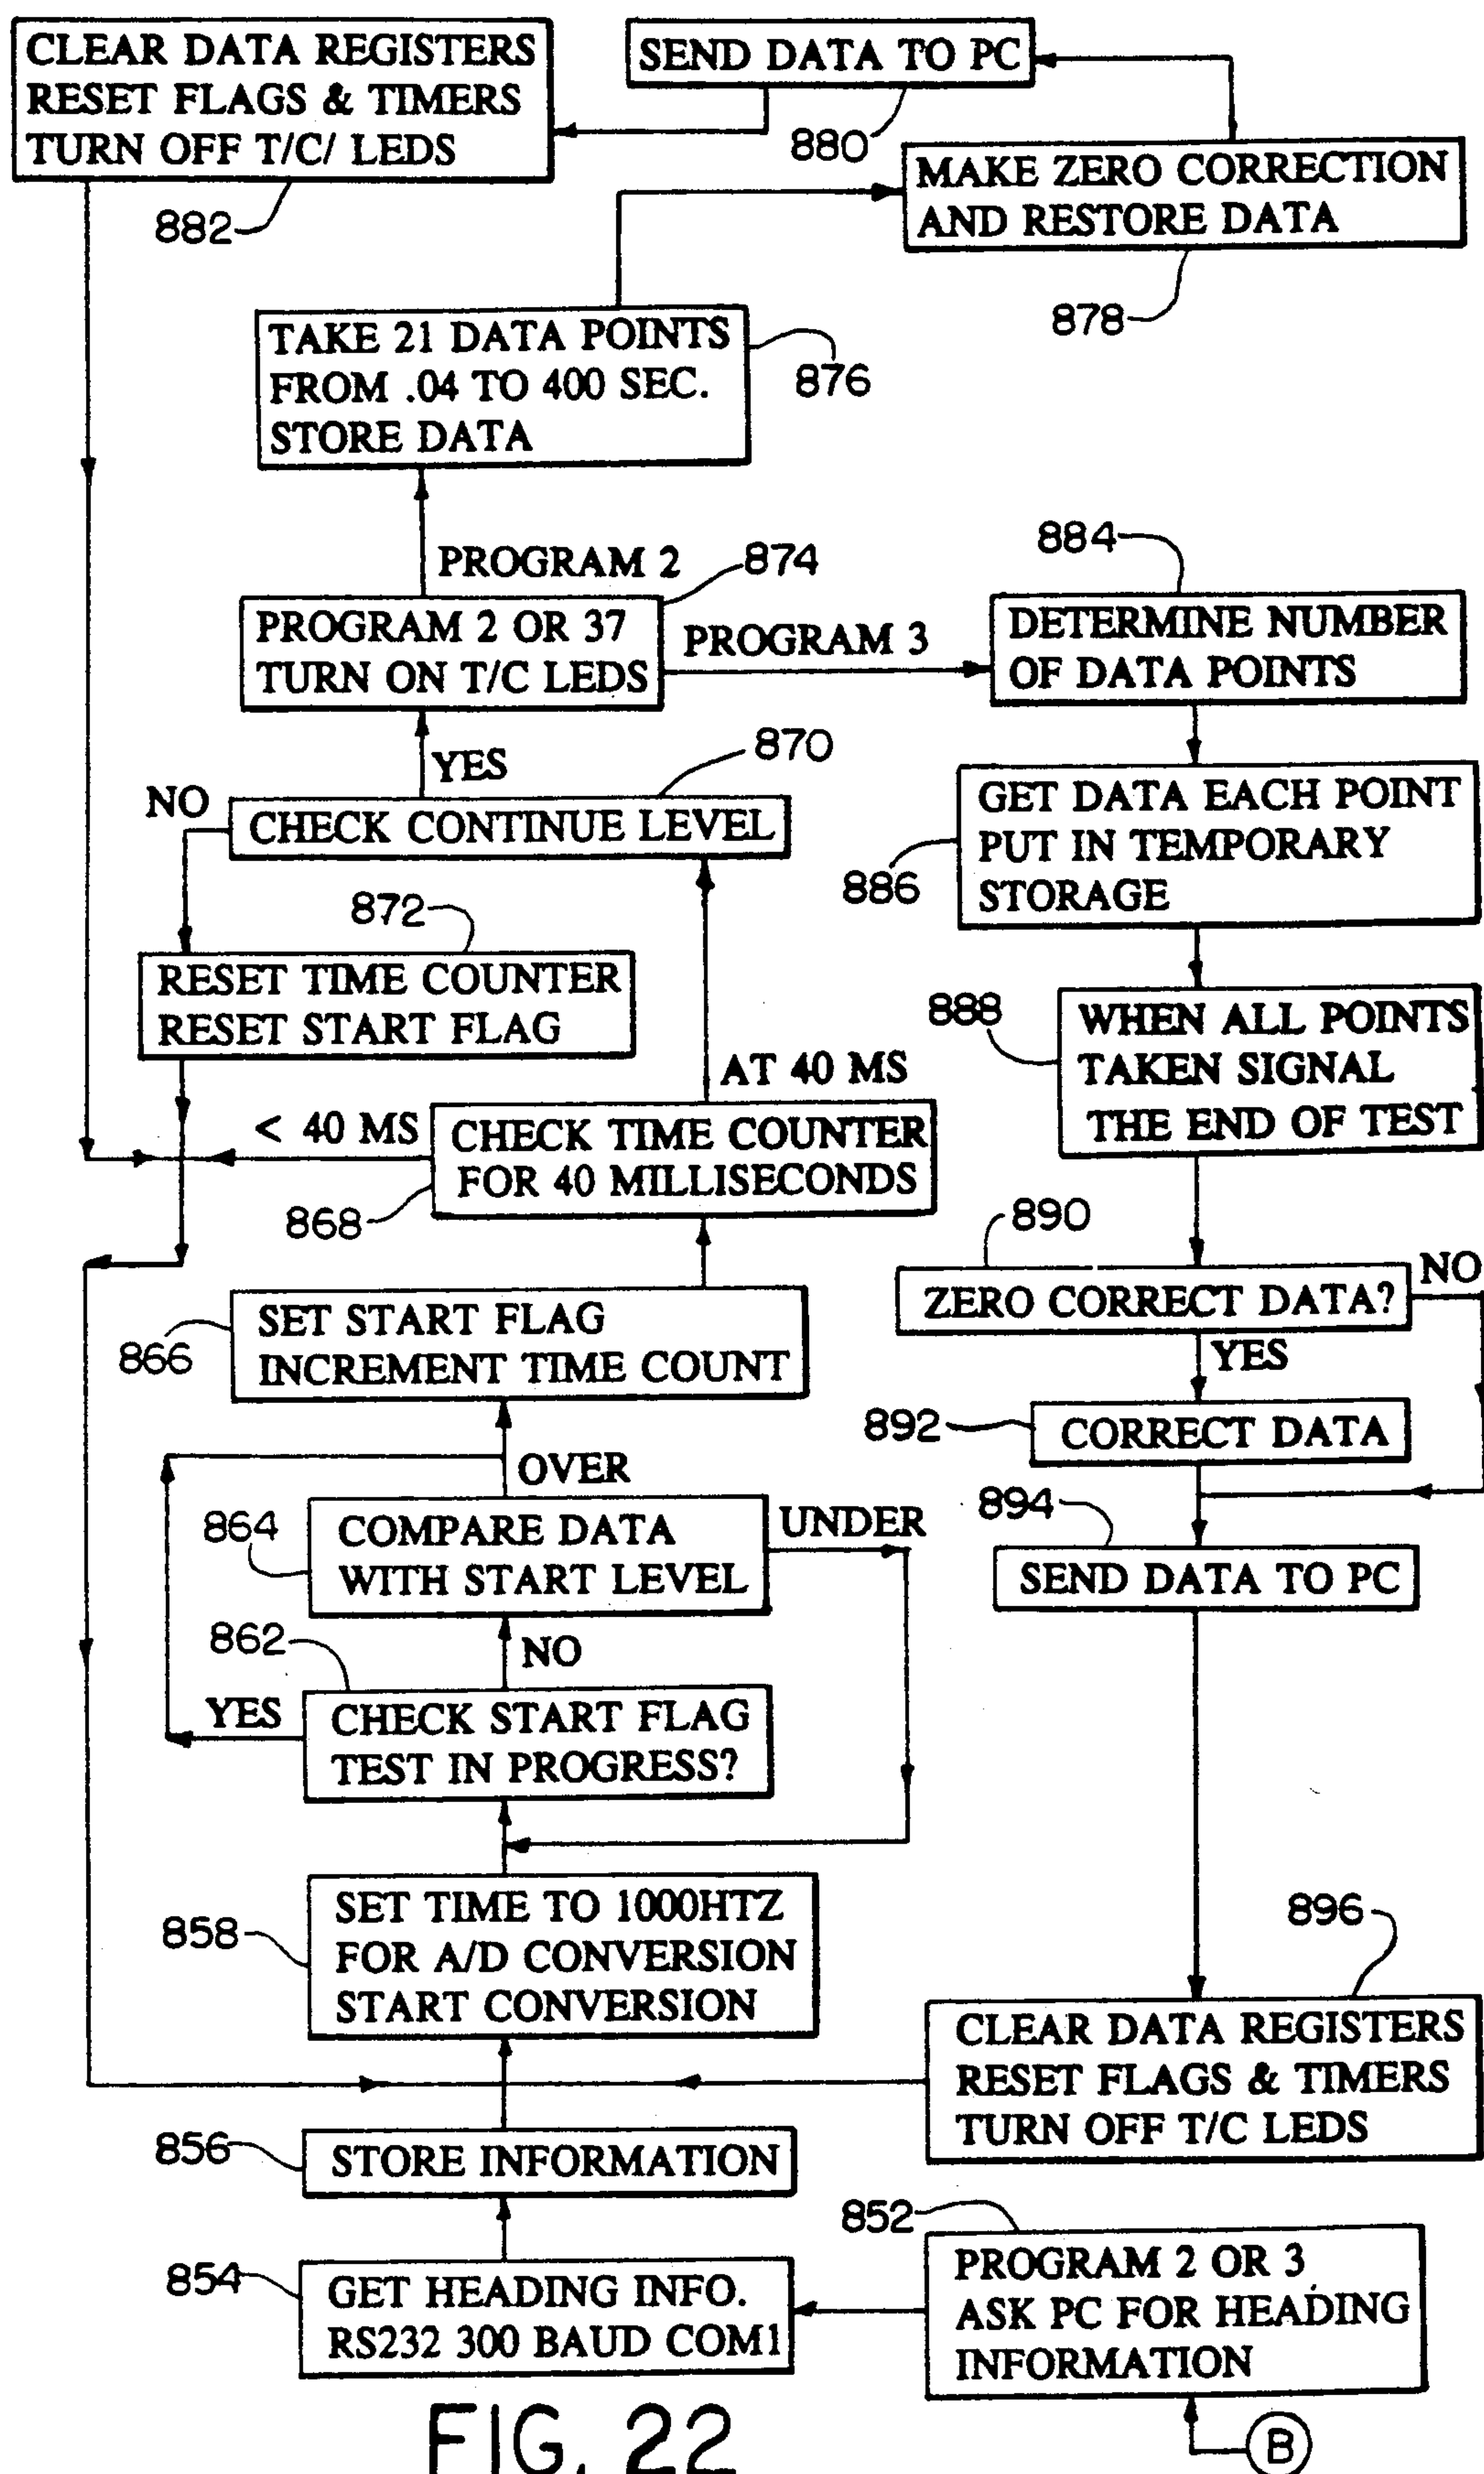 CLEAR DATA REGISTERS
RESET FLAGS & TIMERS
TURN OFF T/C/ LEDS
882
SEND DATA TO PC
880
MAKE ZERO CORRECTION
AND RESTORE DATA
878
TAKE 21 DATA POINTS
FROM .04 TO 400 SEC.
STORE DATA
876
PROGRAM 2
874
PROGRAM 2 OR 37
TURN ON T/C LEDS
PROGRAM 3
884
DETERMINE NUMBER
OF DATA POINTS
YES
870
NO
CHECK CONTINUE LEVEL
GET DATA EACH POINT
PUT IN TEMPORARY
STORAGE
886
872
RESET TIME COUNTER
RESET START FLAG
888
WHEN ALL POINTS
TAKEN SIGNAL
THE END OF TEST
AT 40 MS
< 40 MS
CHECK TIME COUNTER
FOR 40 MILLISECONDS
868
890
ZERO CORRECT DATA?
NO
YES
SET START FLAG
INCREMENT TIME COUNT
866
892
CORRECT DATA
OVER
864
COMPARE DATA
WITH START LEVEL
UNDER
894
SEND DATA TO PC
862
NO
YES
CHECK START FLAG
TEST IN PROGRESS?
SET TIME TO 1000HTZ
FOR A/D CONVERSION
START CONVERSION
858
896
CLEAR DATA REGISTERS
RESET FLAGS & TIMERS
TURN OFF T/C LEDS
856
STORE INFORMATION
852
PROGRAM 2 OR 3
ASK PC FOR HEADING
INFORMATION
854
GET HEADING INFO.
RS232 300 BAUD COM1
B
FIG. 22